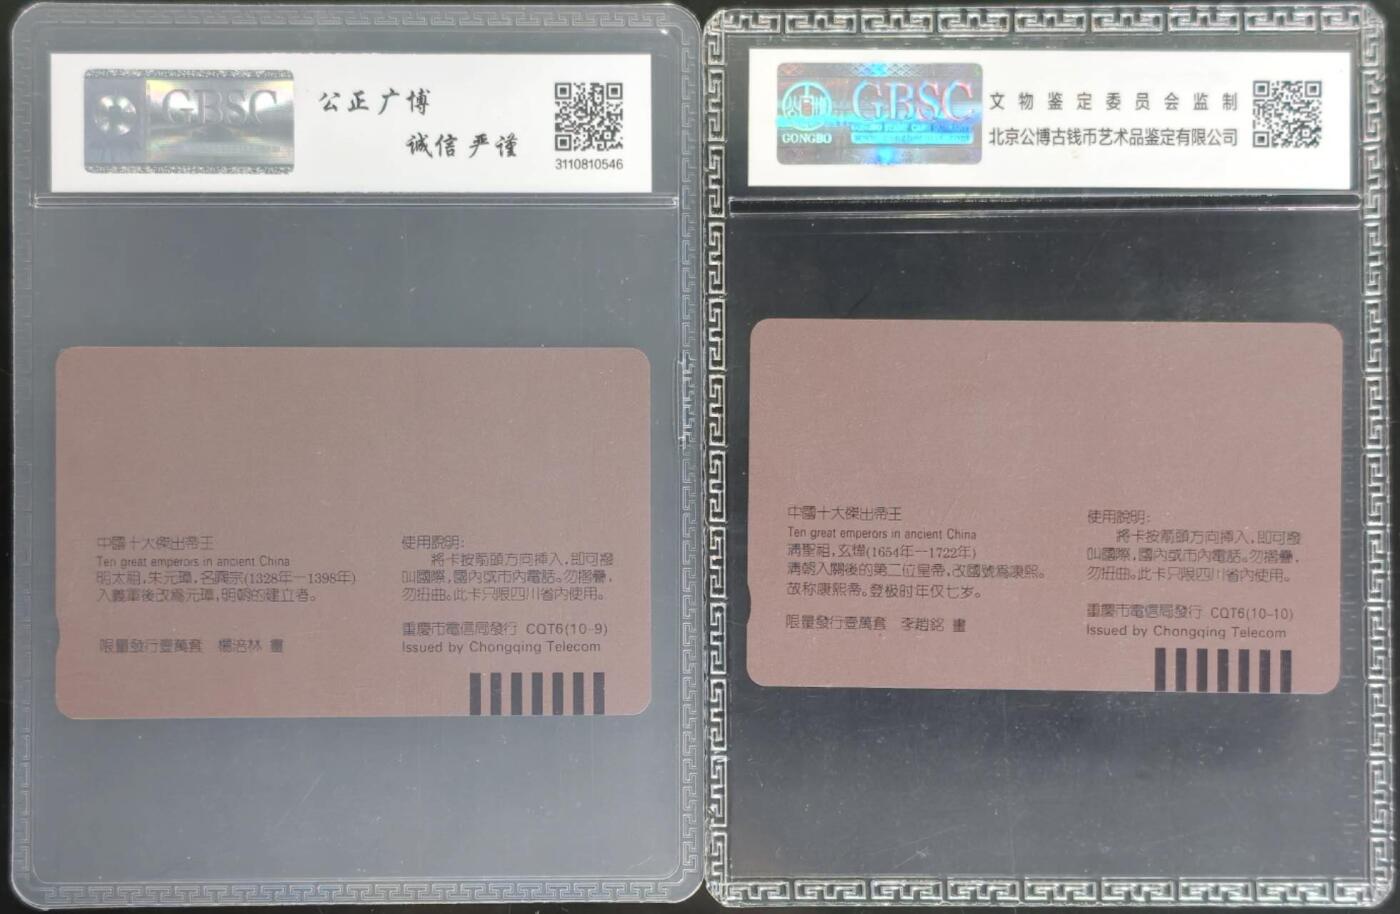 GBSC
公正广博
诚信严谨
3110810546
中國十大傑出帝王
Ten great emperors in ancient China
明太祖,朱元璋,名興宗(1328年—1398年)
入義軍後改為元璋,明朝的建立者。
限量發行壹萬套 楊涪林 畫
使用說明:
將卡按箭頭方向揷入,即可撥
叫國際,國內或市內電話。勿摺疊,
勿扭曲。此卡只限四川省內使用。
重慶市電信局發行 CQT6(10-9)
Issued by Chongqing Telecom
GONGBO
GBSC
文物鉴定委员会监制
北京公博古钱币艺术品鉴定有限公司
中國十大傑出帝王
Ten great emperors in ancient China
清聖祖,玄燁(1654年—1722年)
清朝入關後的第二位皇帝,改國號為康熙。
故称康熙帝。登极时年仅七岁。
限量發行壹萬套 李趙銘 畫
使用說明:
將卡按箭頭方向揷入,即可撥
叫國際,國內或市內電話。勿摺疊,
勿扭曲。此卡只限四川省內使用。
重慶市電信局發行 CQT6(10-10)
Issued by Chongqing Telecom